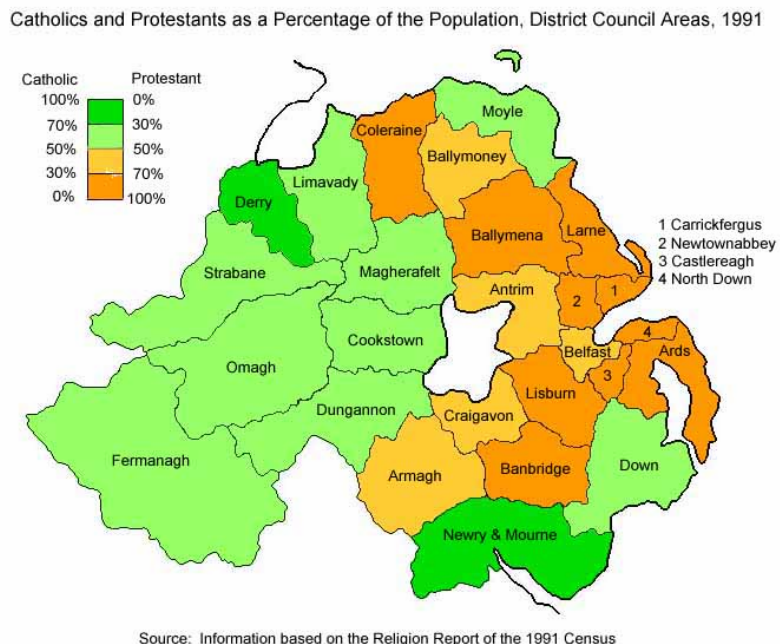 Catholics and Protestants as a Percentage of the Population, District Council Areas, 1991
Catholic Protestant
100% 0%
70% 30%
50% 50%
30% 70%
0% 100%
Moyle
Coleraine
Ballymoney
Limavady
Derry
Larne
1 Carrickfergus
2 Newtownabbey
3 Castlereagh
4 North Down
Ballymena
Strabane
Magherafelt
Antrim
2
1
4
Cookstown
Belfast
Ards
Omagh
3
Lisburn
Dungannon
Craigavon
Fermanagh
Down
Armagh
Banbridge
Newry & Mourne
Source: Information based on the Religion Report of the 1991 Census